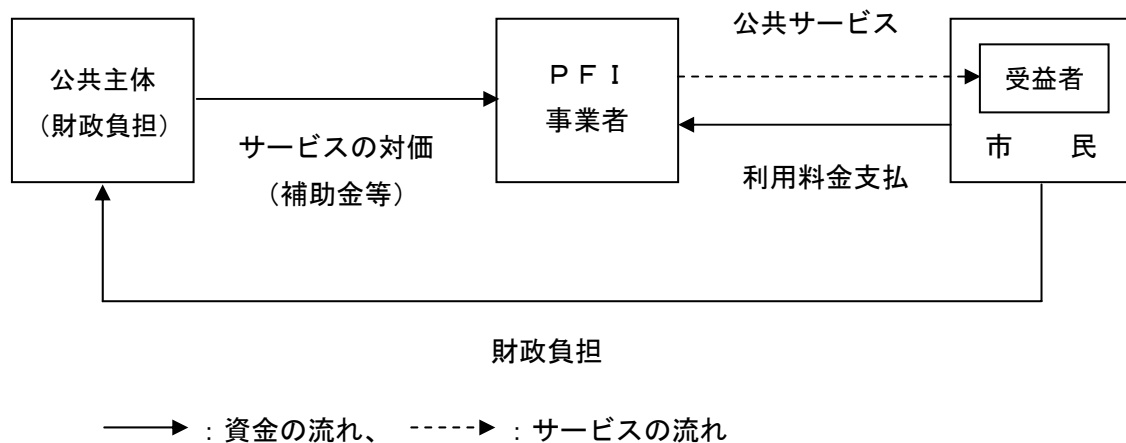 公共サービス
公共主体
（財政負担）
ＰＦＩ
事業者
受益者
市　　民
サービスの対価
（補助金等）
利用料金支払
財政負担
：資金の流れ、　：サービスの流れ